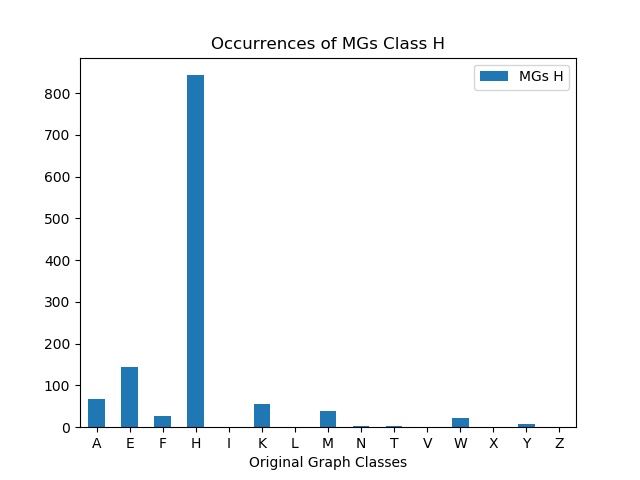 Occurrences of MGs Class H
MGs H
800
700
600
500
400
300
200
100
0
A E F H I K L M N T V W X Y Z
Original Graph Classes